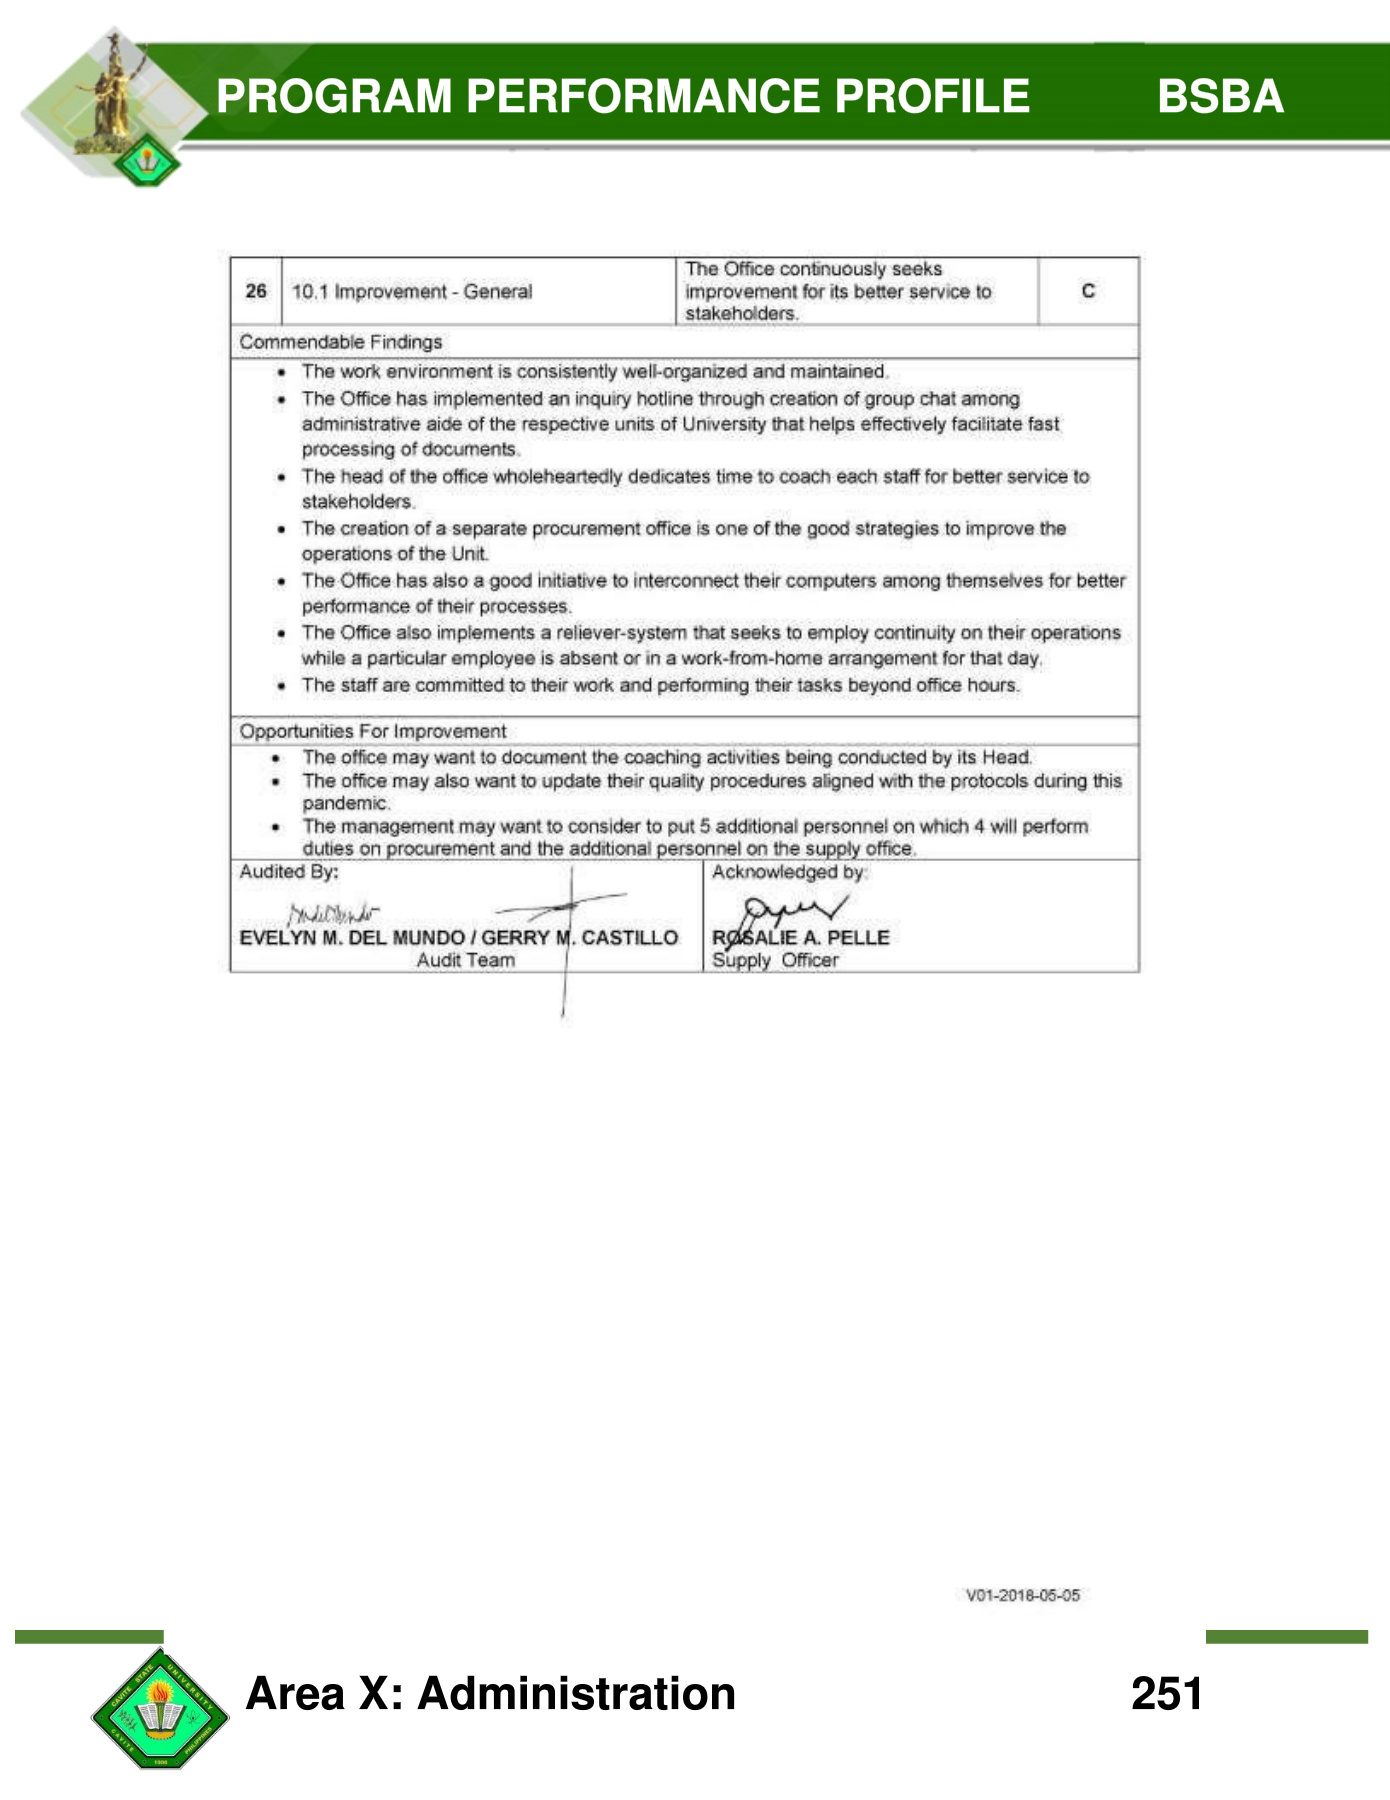 PROGRAM PERFORMANCE PROFILE BSBA
26 10.1 Improvement - General The Office continuously seeks improvement for its better service to stakeholders. C
Commendable Findings
• The work environment is consistently well-organized and maintained.
• The Office has implemented an inquiry hotline through creation of group chat among
administrative aide of the respective units of University that helps effectively facilitate fast
processing of documents.
• The head of the office wholeheartedly dedicates time to coach each staff for better service to
stakeholders.
• The creation of a separate procurement office is one of the good strategies to improve the
operations of the Unit.
• The Office has also a good initiative to interconnect their computers among themselves for better
performance of their processes.
• The Office also implements a reliever-system that seeks to employ continuity on their operations
while a particular employee is absent or in a work-from-home arrangement for that day.
• The staff are committed to their work and performing their tasks beyond office hours.
Opportunities For Improvement
• The office may want to document the coaching activities being conducted by its Head.
• The office may also want to update their quality procedures aligned with the protocols during this
pandemic.
• The management may want to consider to put 5 additional personnel on which 4 will perform
duties on procurement and the additional personnel on the supply office.
Audited By:
EVELYN M. DEL MUNDO / GERRY M. CASTILLO
Audit Team
Acknowledged by:
ROSALIE A. PELLE
Supply Officer
V01-2018-05-05
CAVITE STATE UNIVERSITY
CAVITE PHILIPPINES
1906
Area X: Administration 251